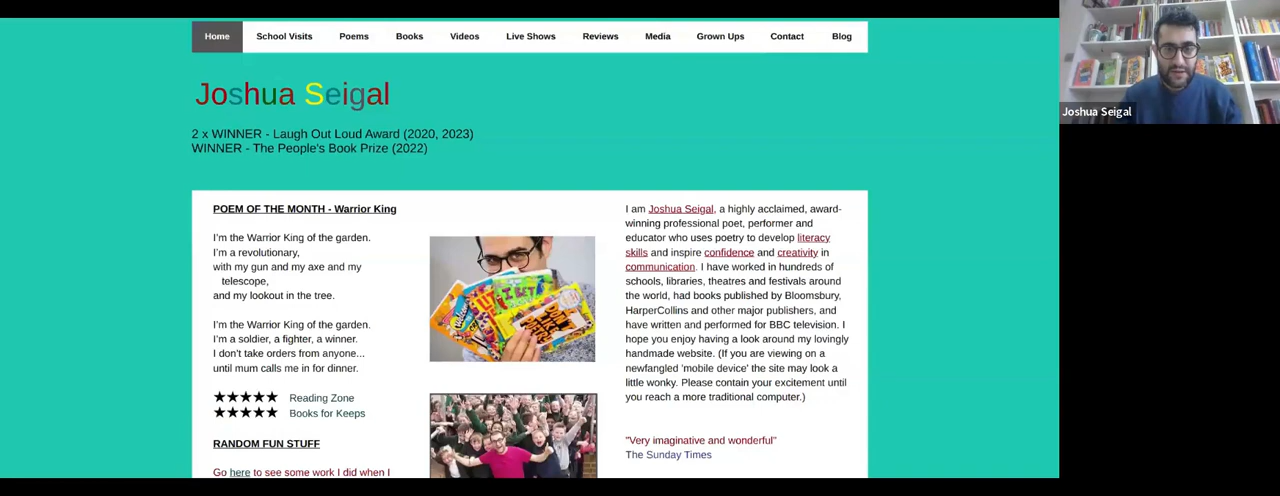 Home School Visits Poems Books Videos Live Shows Reviews Media Grown Ups Contact Blog
Joshua Seigal
2 x WINNER - Laugh Out Loud Award (2020, 2023)
WINNER - The People's Book Prize (2022)
POEM OF THE MONTH - Warrior King
I'm the Warrior King of the garden.
I'm a revolutionary,
with my gun and my axe and my
telescope,
and my lookout in the tree.
I'm the Warrior King of the garden.
I'm a soldier, a fighter, a winner.
I don't take orders from anyone...
until mum calls me in for dinner.
★★★★★ Reading Zone
★★★★★ Books for Keeps
RANDOM FUN STUFF
Go here to see some work I did when I
I am Joshua Seigal, a highly acclaimed, award-
winning professional poet, performer and
educator who uses poetry to develop literacy
skills and inspire confidence and creativity in
communication. I have worked in hundreds of
schools, libraries, theatres and festivals around
the world, had books published by Bloomsbury,
HarperCollins and other major publishers, and
have written and performed for BBC television. I
hope you enjoy having a look around my lovingly
handmade website. (If you are viewing on a
newfangled 'mobile device' the site may look a
little wonky. Please contain your excitement until
you reach a more traditional computer.)
"Very imaginative and wonderful"
The Sunday Times
Joshua Seigal